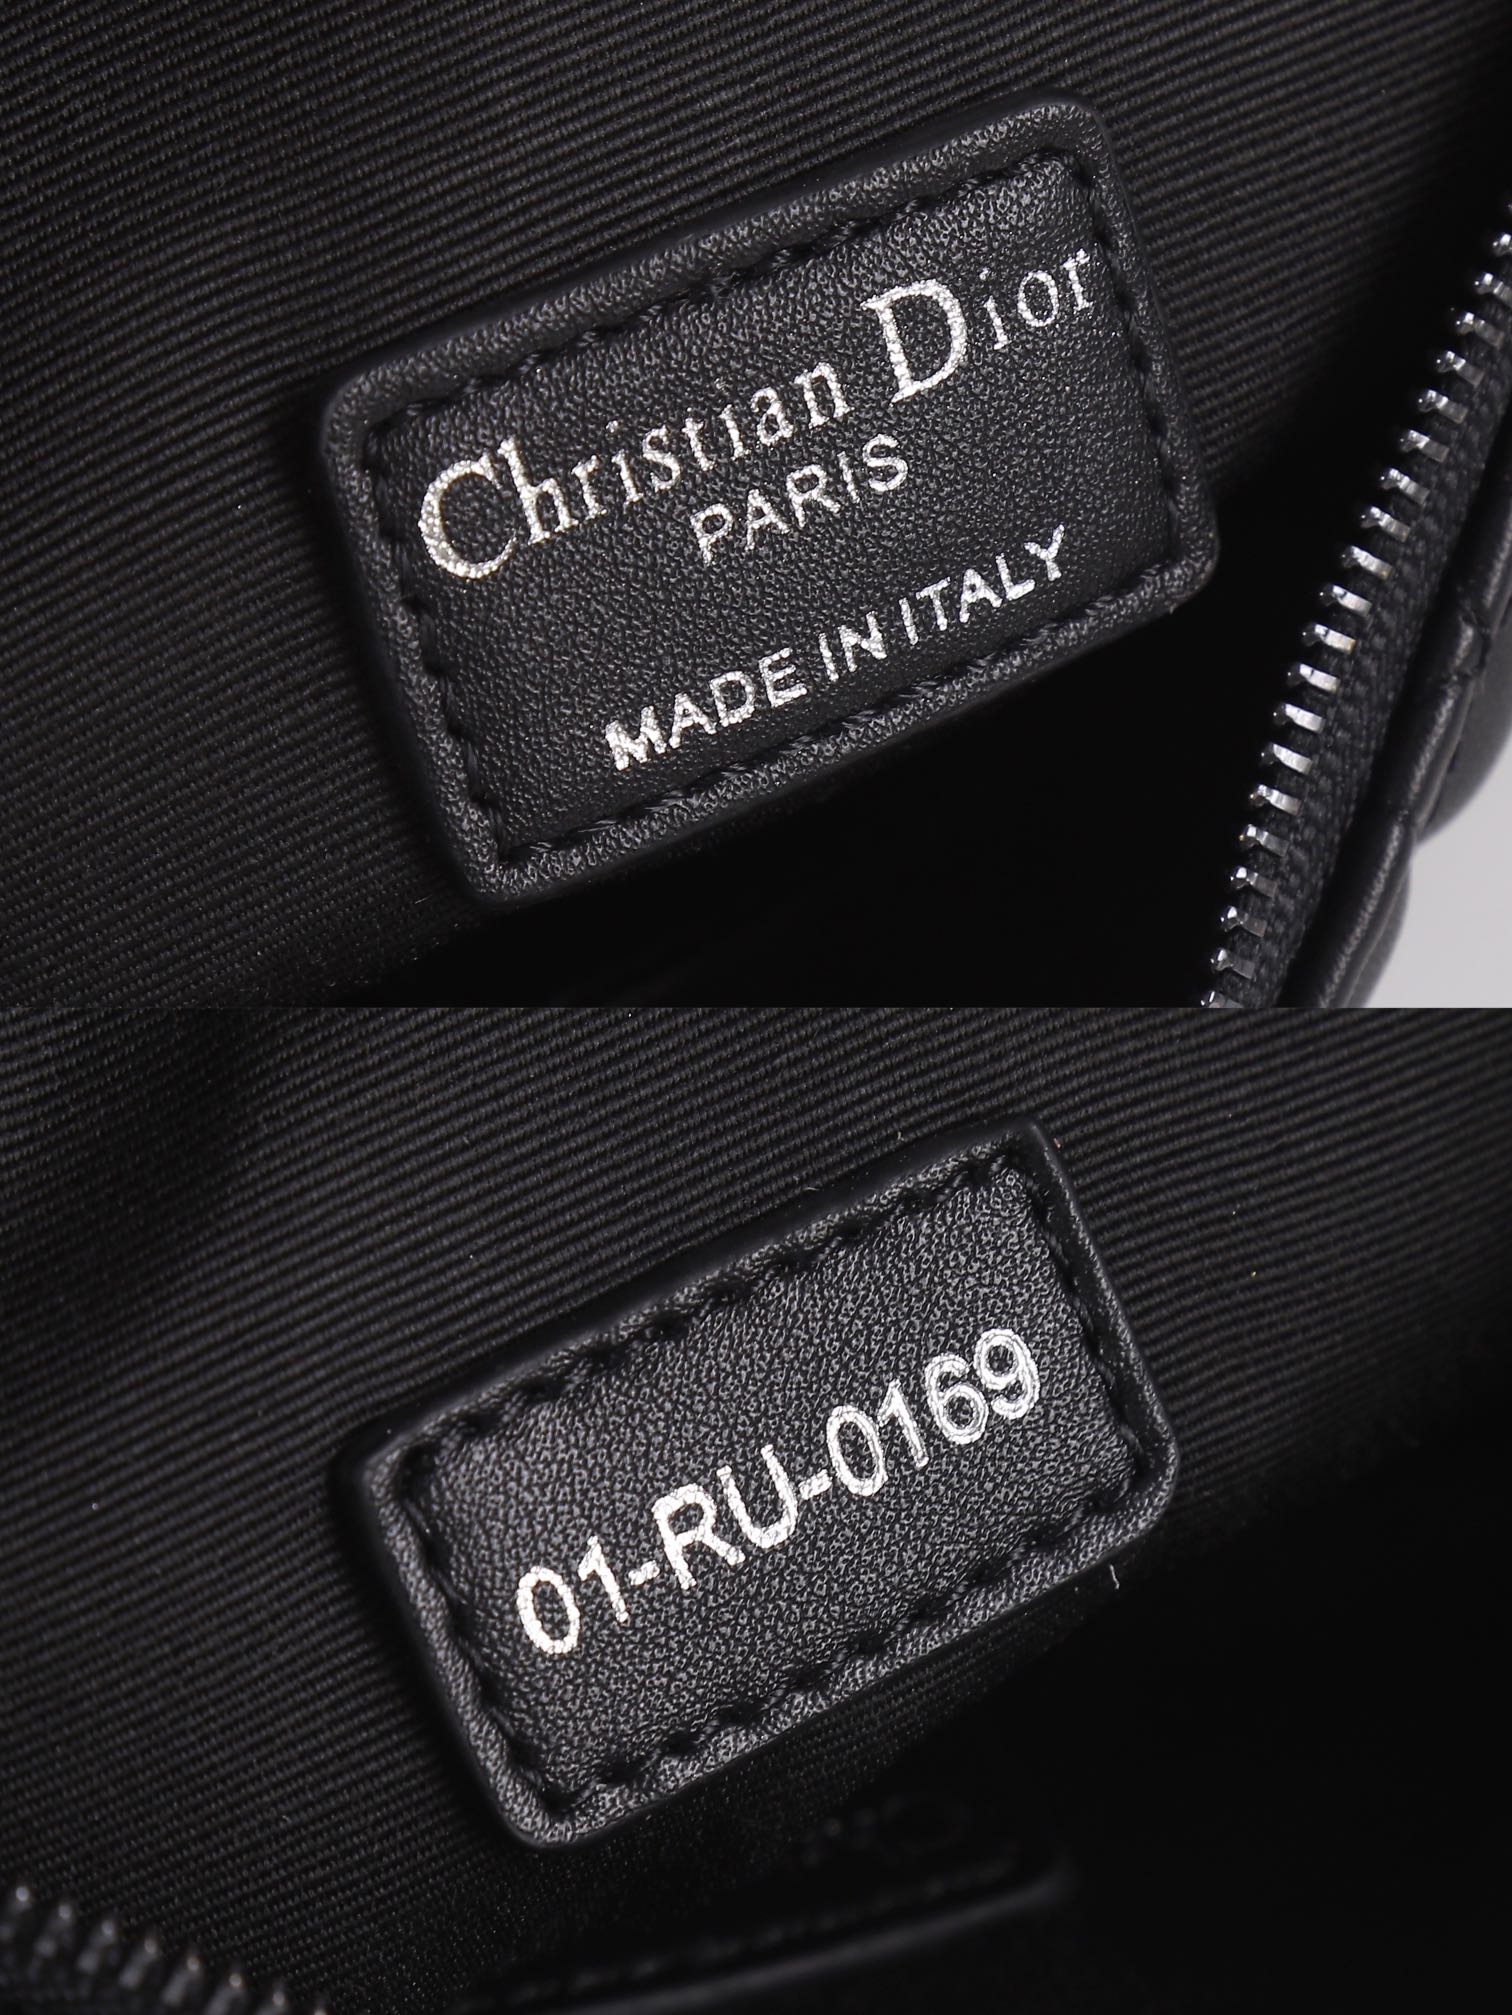 Christian Dior
PARIS
MADE IN ITALY
01-RU-0169